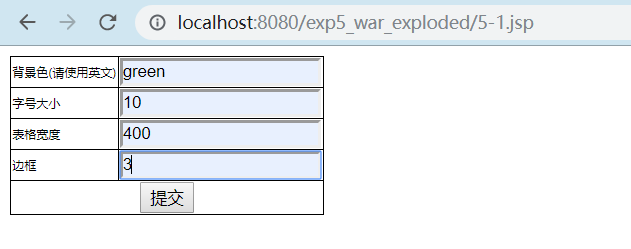 localhost:8080/exp5_war_exploded/5-1.jsp
背景色(请使用英文) green
字号大小 10
表格宽度 400
边框 3
提交